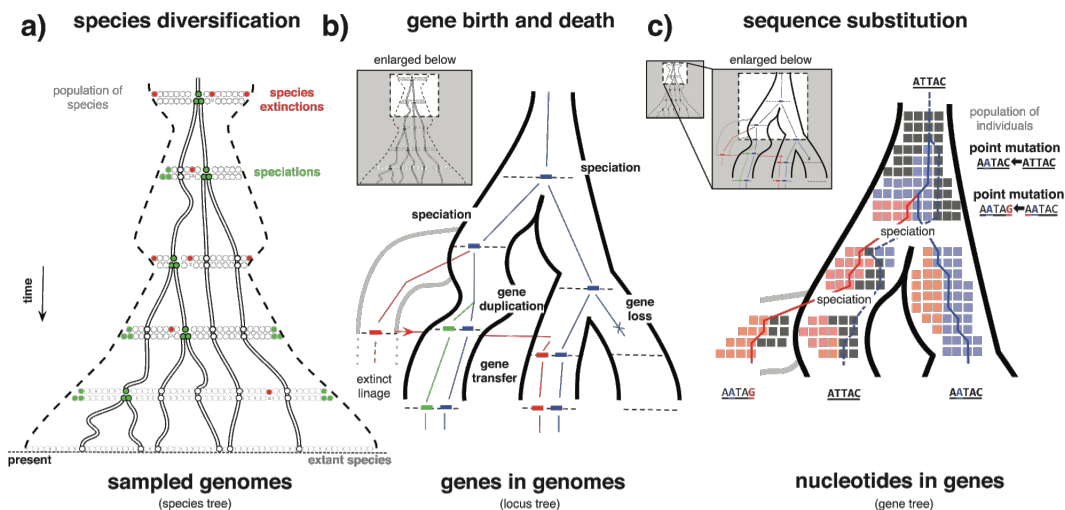 a)
species diversification
population of
species
species
extinctions
speciations
time
present
extant species
sampled genomes
(species tree)
b)
gene birth and death
enlarged below
speciation
speciation
gene
duplication
gene
loss
gene
transfer
extinct linage
genes in genomes
(locus tree)
c)
sequence substitution
enlarged below
ATTAC
population
of individuals
point mutation
AATAC ATTAC
point mutation
AATAG AATAC
speciation
speciation
AATAG
ATTAC
AATAC
nucleotides in genes
(gene tree)